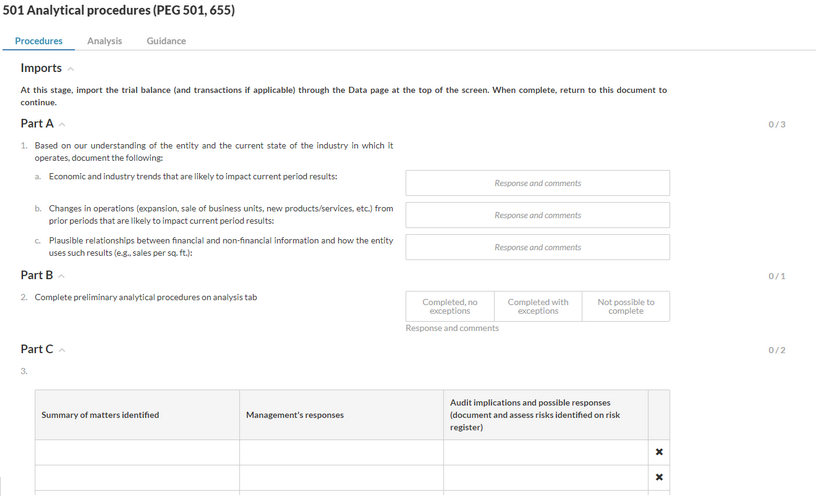 501 Analytical procedures (PEG 501, 655)
Procedures Analysis Guidance
Imports
At this stage, import the trial balance (and transactions if applicable) through the Data page at the top of the screen. When complete, return to this document to
continue.
Part A 0 / 3
1. Based on our understanding of the entity and the current state of the industry in which it
operates, document the following:
a. Economic and industry trends that are likely to impact current period results:
Response and comments
b. Changes in operations (expansion, sale of business units, new products/services, etc.) from
prior periods that are likely to impact current period results:
Response and comments
c. Plausible relationships between financial and non-financial information and how the entity
uses such results (e.g., sales per sq. ft.):
Response and comments
Part B 0 / 1
2. Complete preliminary analytical procedures on analysis tab
Completed, no
exceptions
Completed with
exceptions
Not possible to
complete
Response and comments
Part C 0 / 2
3.
Summary of matters identified
Management's responses
Audit implications and possible responses
(document and assess risks identified on risk
register)